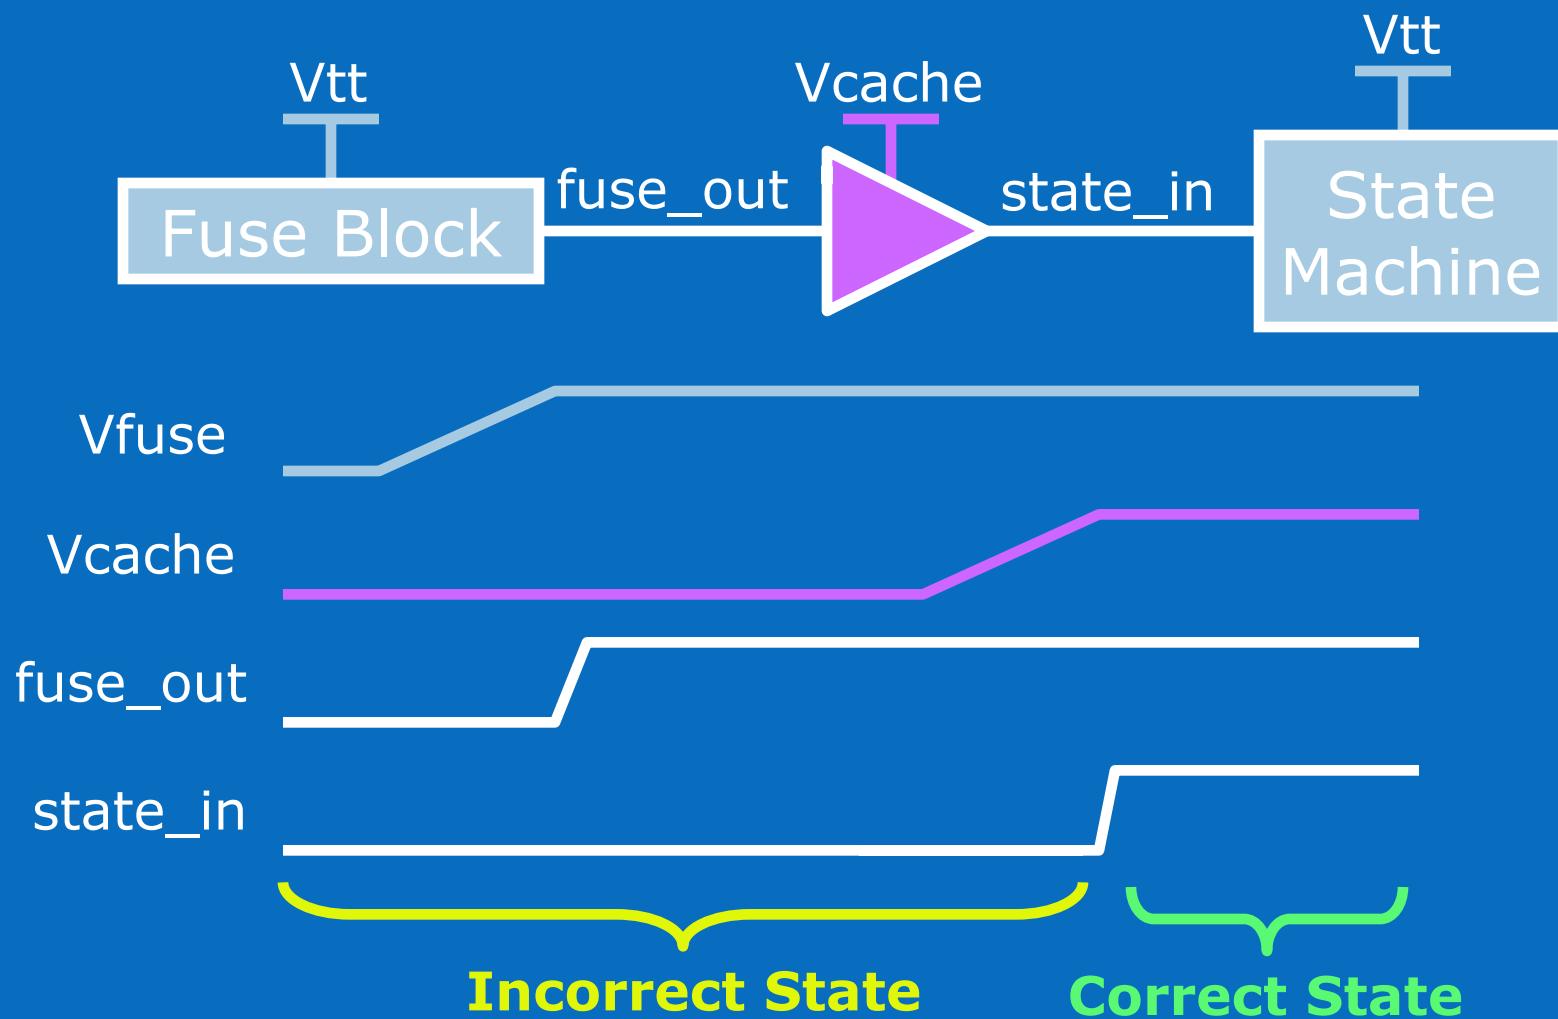 Vtt
Vcache
Vtt
Fuse Block
fuse_out
state_in
State
Machine
Vfuse
Vcache
fuse_out
state_in
Incorrect State
Correct State